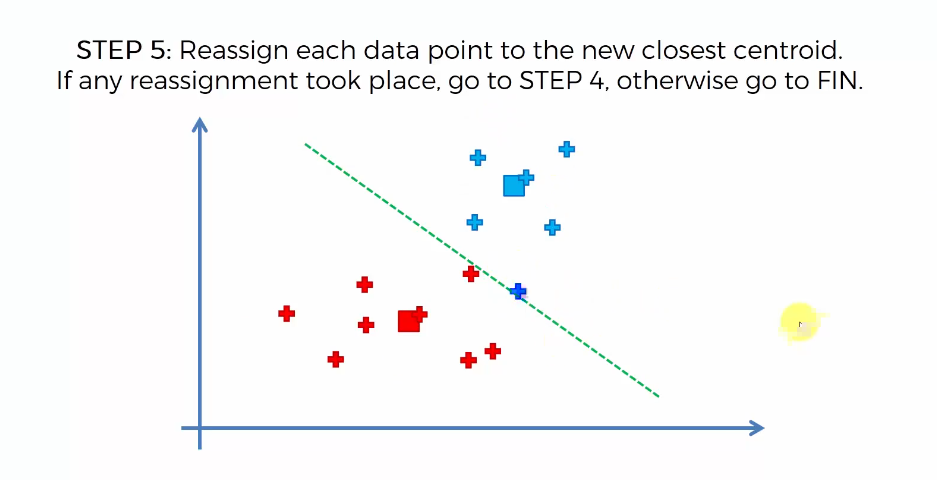 STEP 5: Reassign each data point to the new closest centroid.
If any reassignment took place, go to STEP 4, otherwise go to FIN.